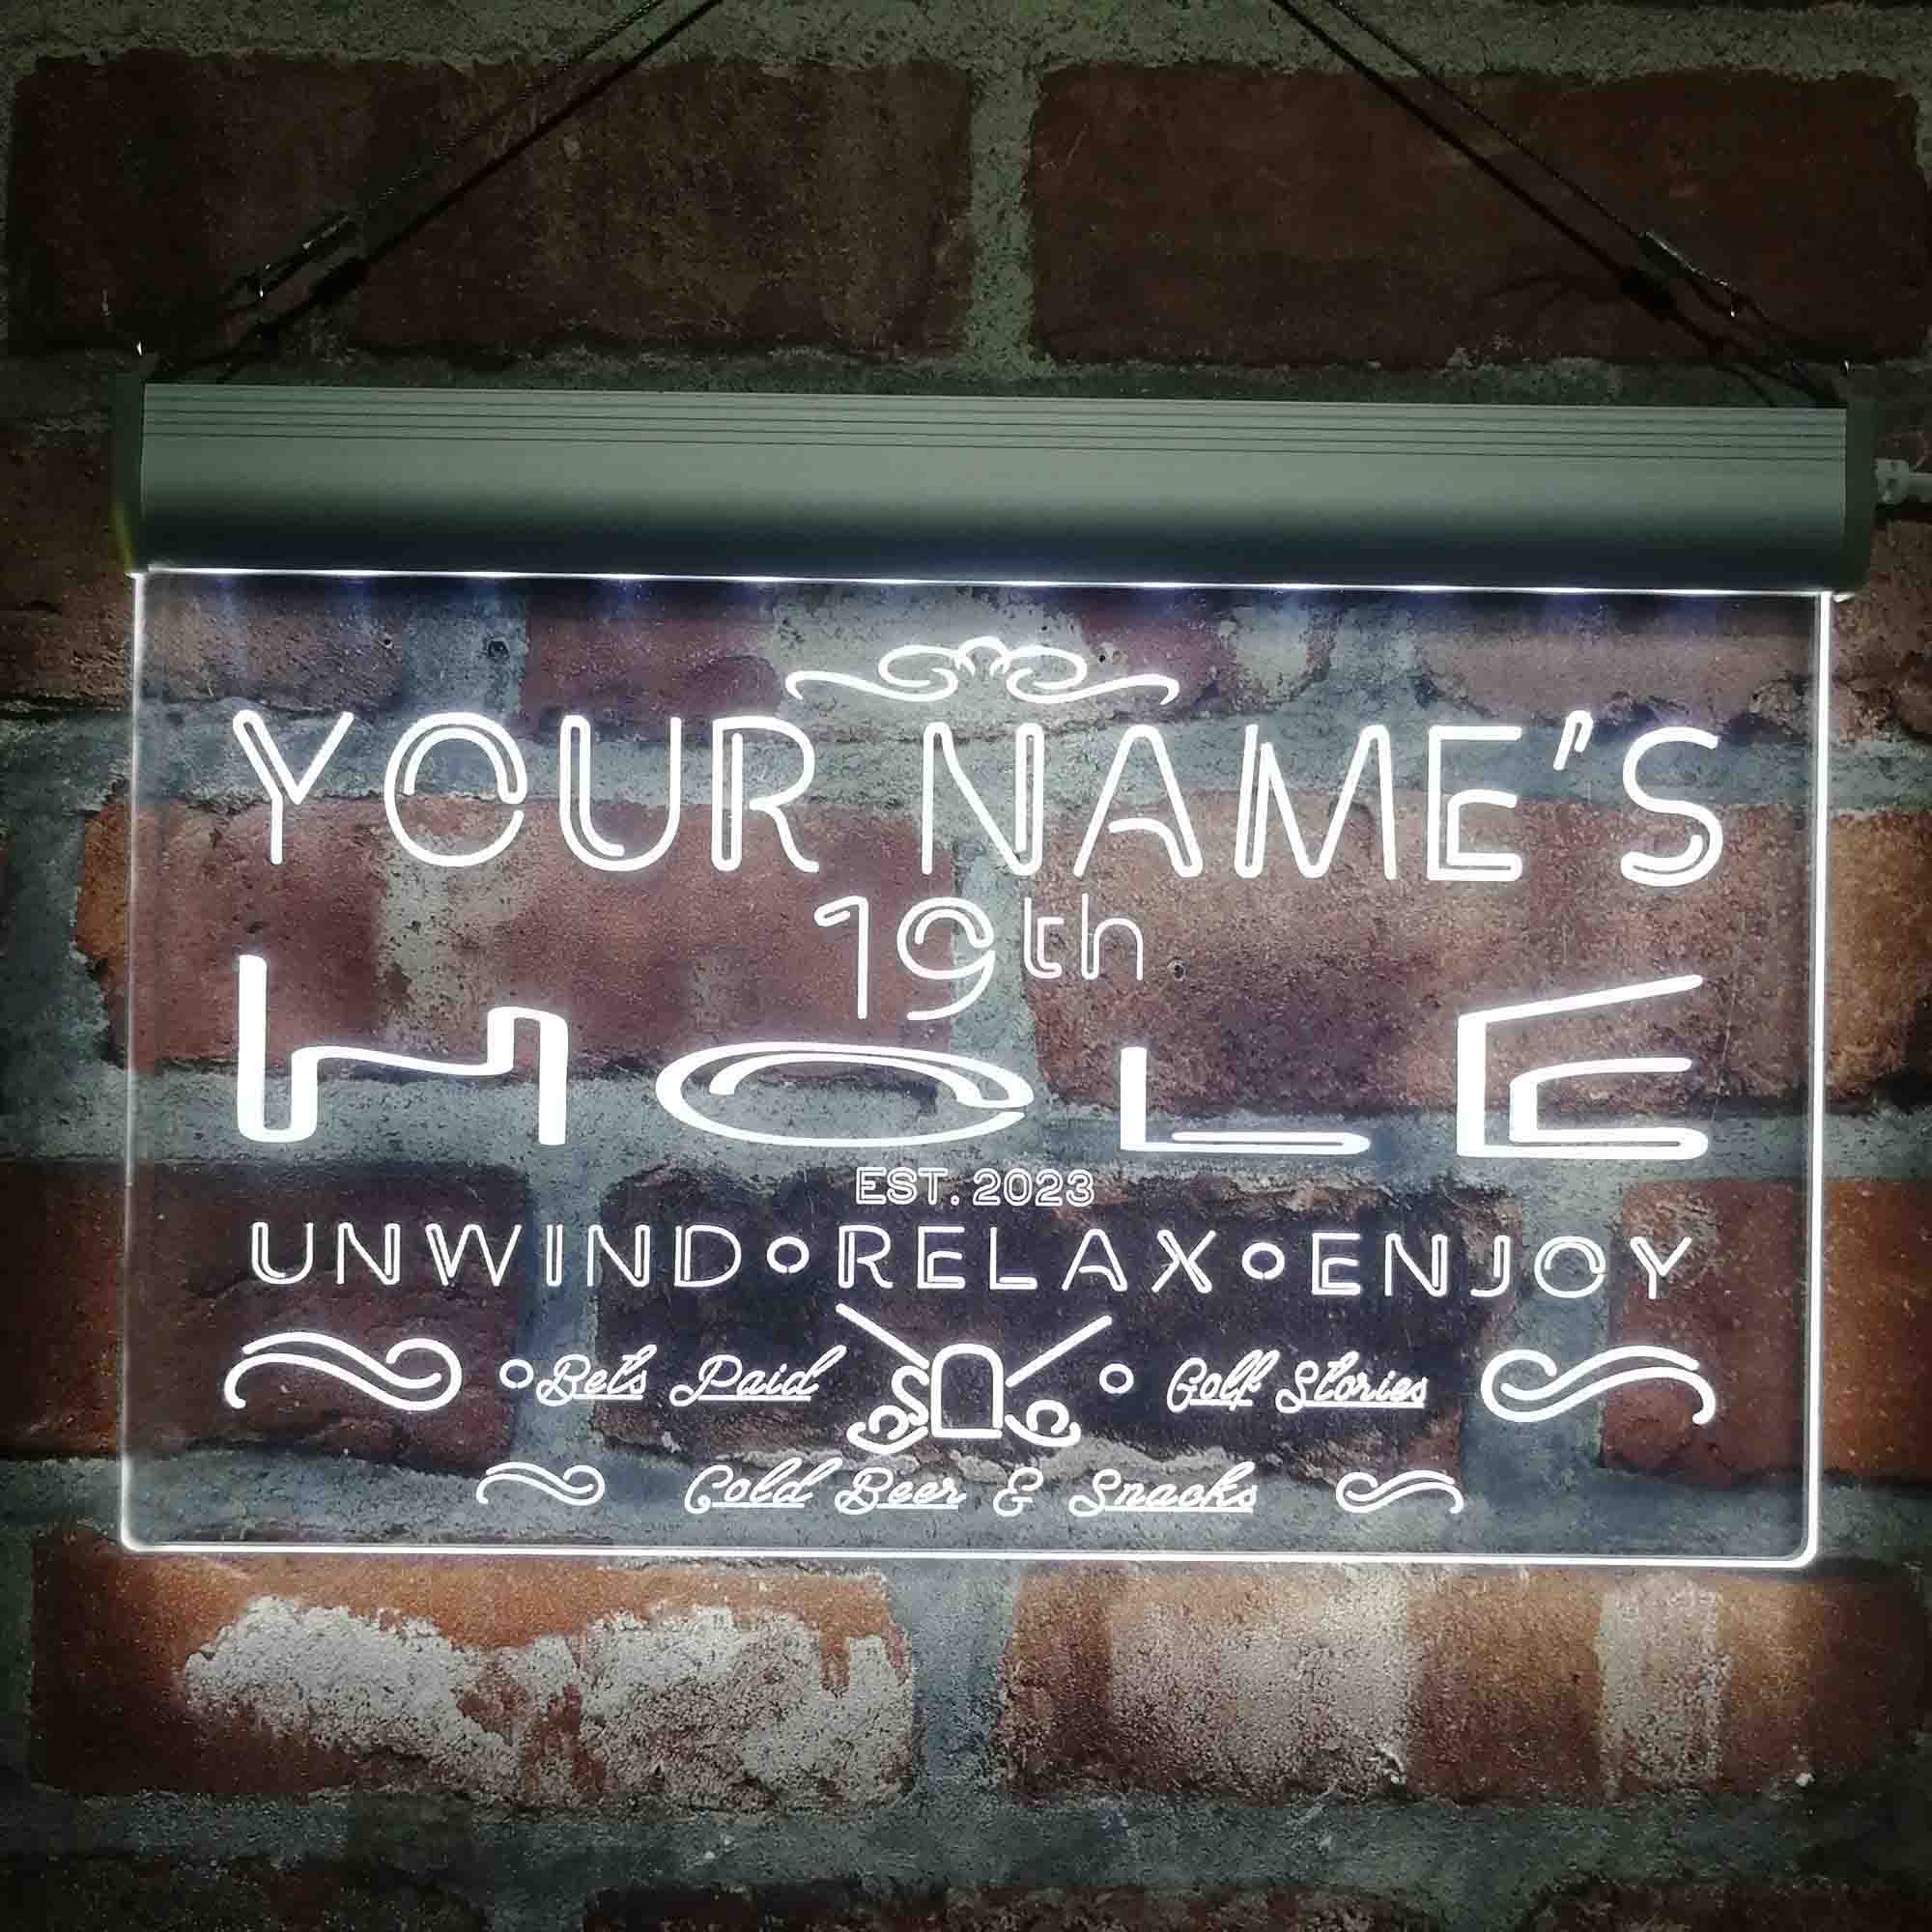 YOUR NAME'S
19th
HOLE
EST. 2023
UNWIND•RELAX•ENJOY
Bets Paid
Golf Stories
Cold Beer & Snacks